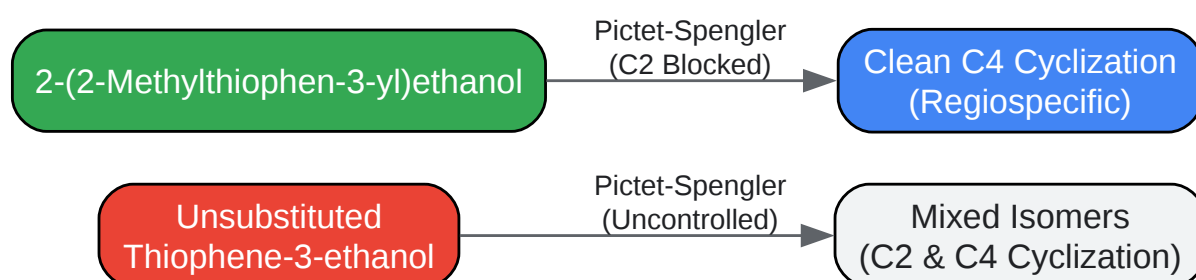 2-(2-Methylthiophen-3-yl)ethanol
Pictet-Spengler
(C2 Blocked)
Clean C4 Cyclization
(Regiospecific)
Unsubstituted
Thiophene-3-ethanol
Pictet-Spengler
(Uncontrolled)
Mixed Isomers
(C2 & C4 Cyclization)